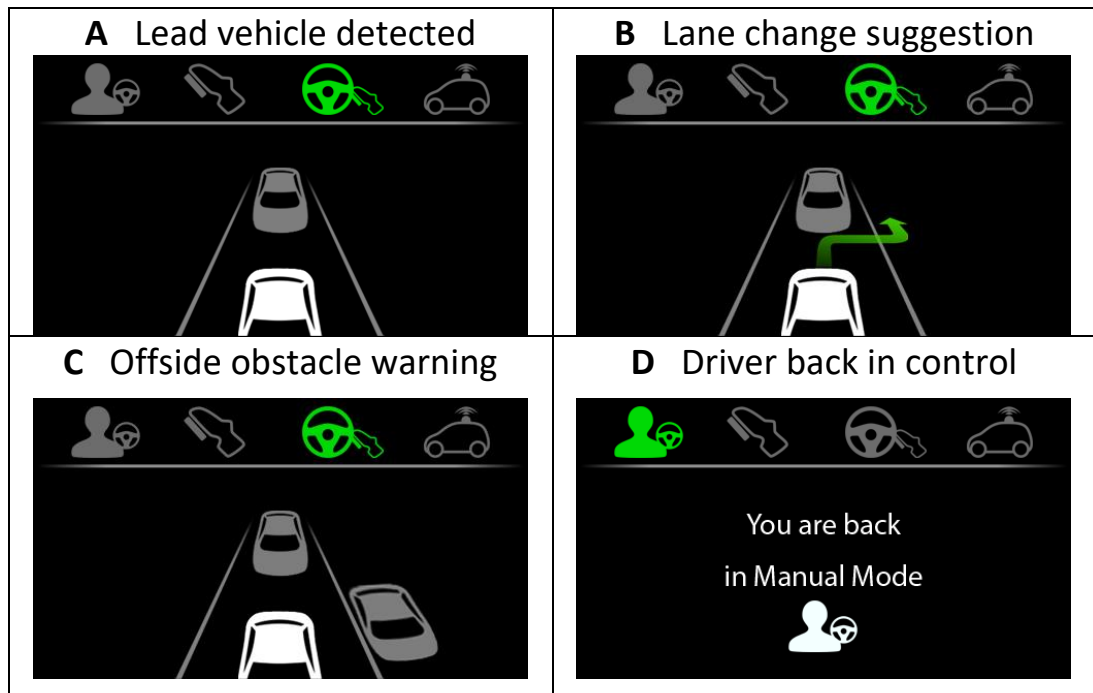 A Lead vehicle detected
B Lane change suggestion
C Offside obstacle warning
D Driver back in control
You are back
in Manual Mode